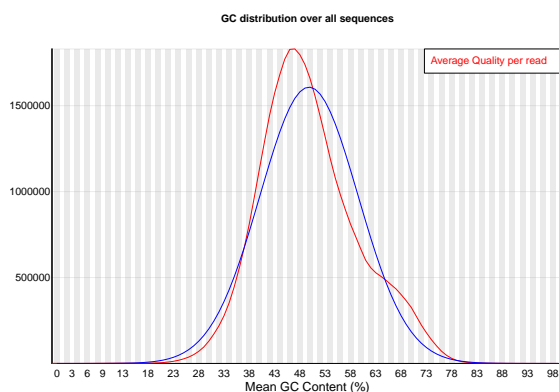 GC distribution over all sequences
Average Quality per read
1500000
1000000
500000
0 3 6 9 13 18 23 28 33 38 43 48 53 58 63 68 73 78 83 88 93 98
Mean GC Content (%)